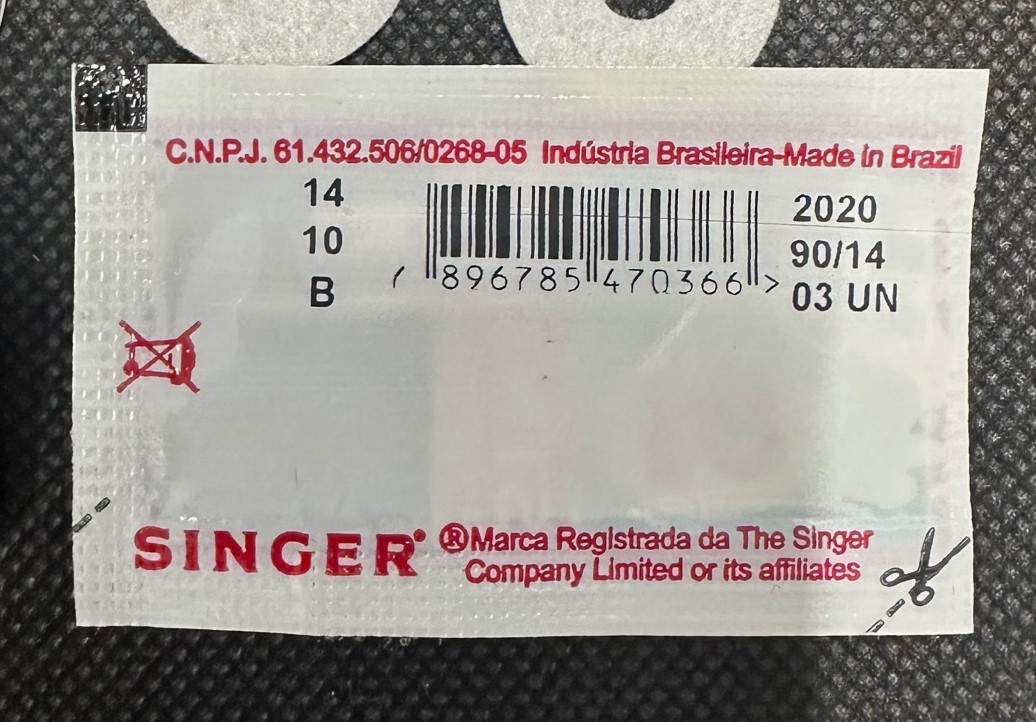 C.N.P.J. 61.432.506/0268-05 Indústria Brasileira-Made in Brazil
14
10
B
7 896785 470366 >
2020
90/14
03 UN
SINGER®
®Marca Registrada da The Singer
Company Limited or its affiliates